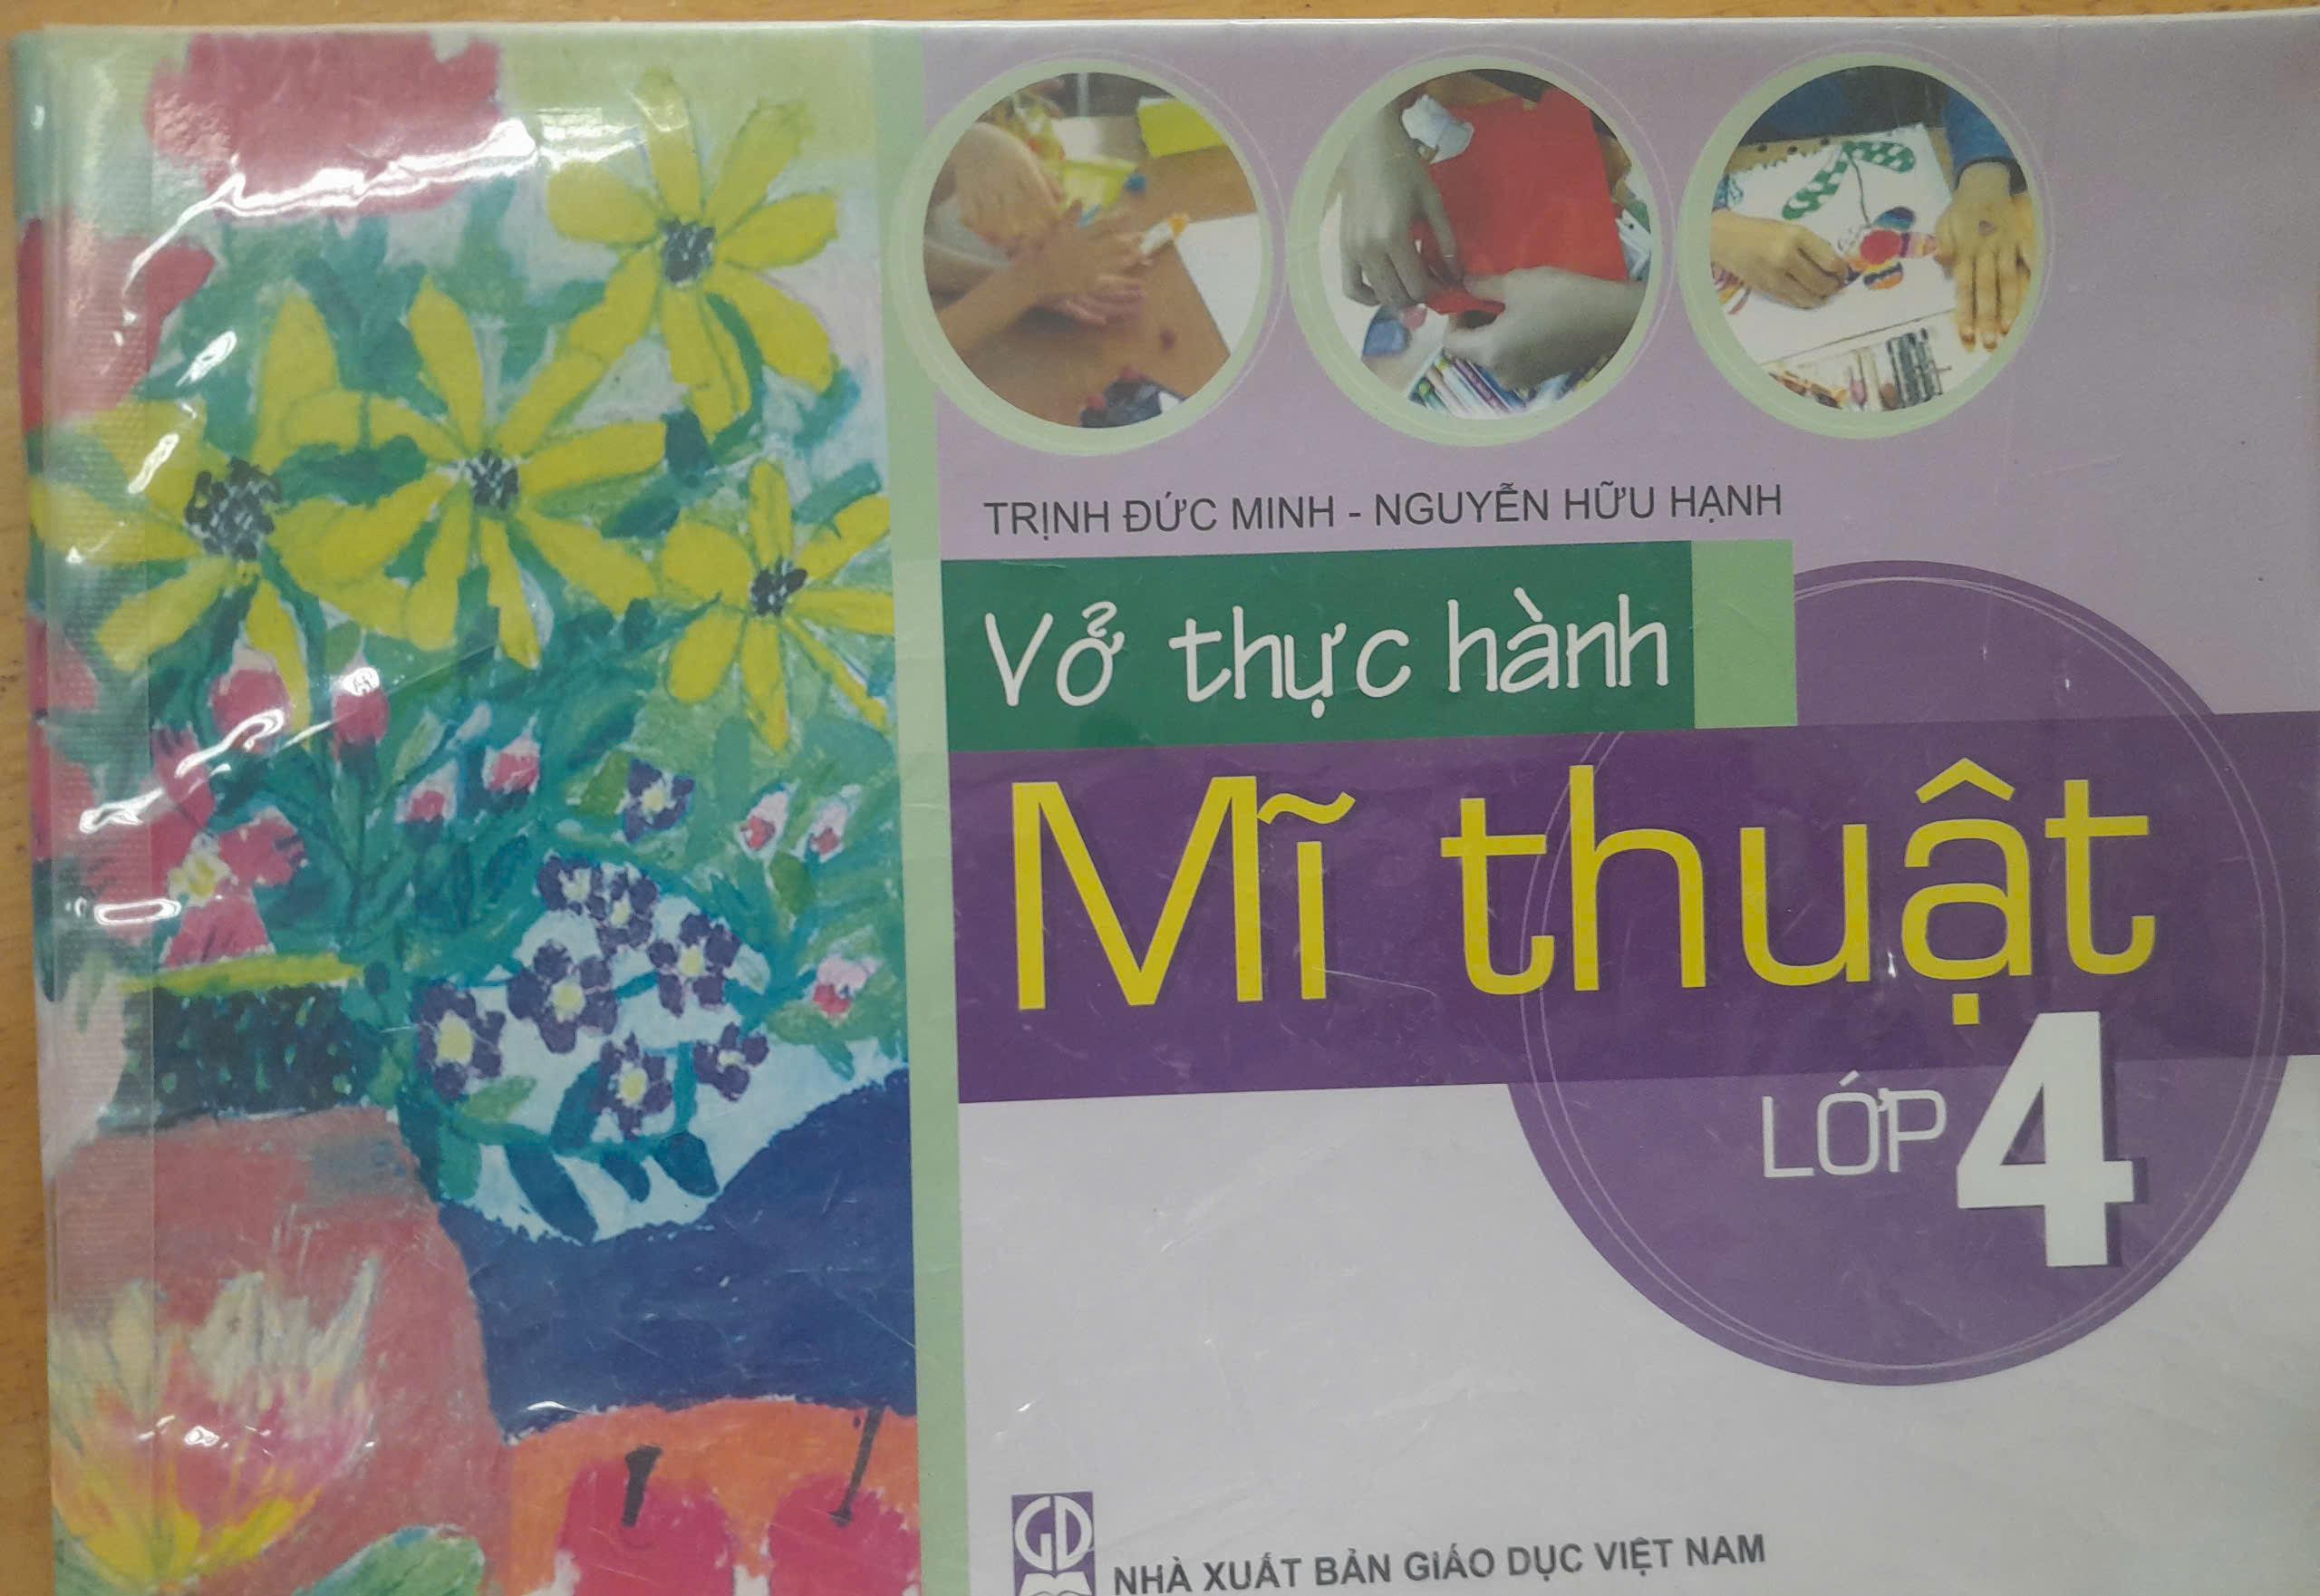 TRỊNH ĐỨC MINH - NGUYỄN HỮU HẠNH
Vở thực hành
Mĩ thuật
LỚP 4
GD
NHÀ XUẤT BẢN GIÁO DỤC VIỆT NAM